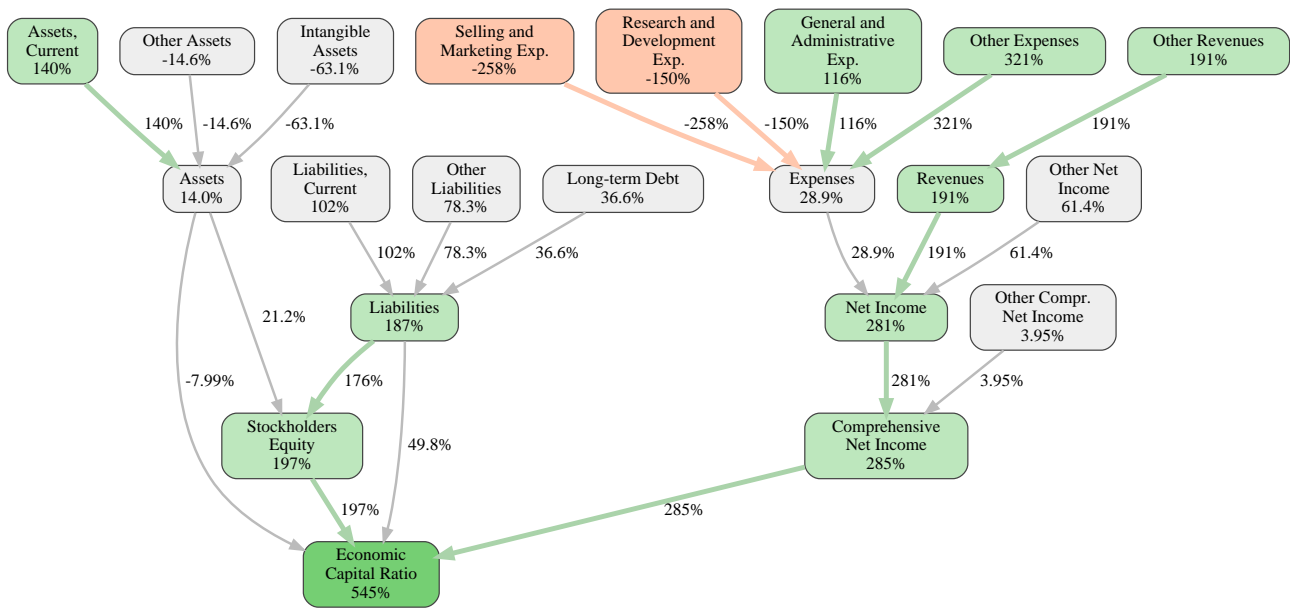 Assets,
Current
140%
Other Assets
-14.6%
Intangible
Assets
-63.1%
Selling and
Marketing Exp.
-258%
Research and
Development
Exp.
-150%
General and
Administrative
Exp.
116%
Other Expenses
321%
Other Revenues
191%
140%
-14.6%
-63.1%
-258%
-150%
116%
321%
191%
Assets
14.0%
Liabilities,
Current
102%
Other
Liabilities
78.3%
Long-term Debt
36.6%
Expenses
28.9%
Revenues
191%
Other Net
Income
61.4%
102%
78.3%
36.6%
28.9%
191%
61.4%
21.2%
Liabilities
187%
Net Income
281%
Other Compr.
Net Income
3.95%
-7.99%
176%
281%
3.95%
Stockholders
Equity
197%
49.8%
Comprehensive
Net Income
285%
197%
285%
Economic
Capital Ratio
545%